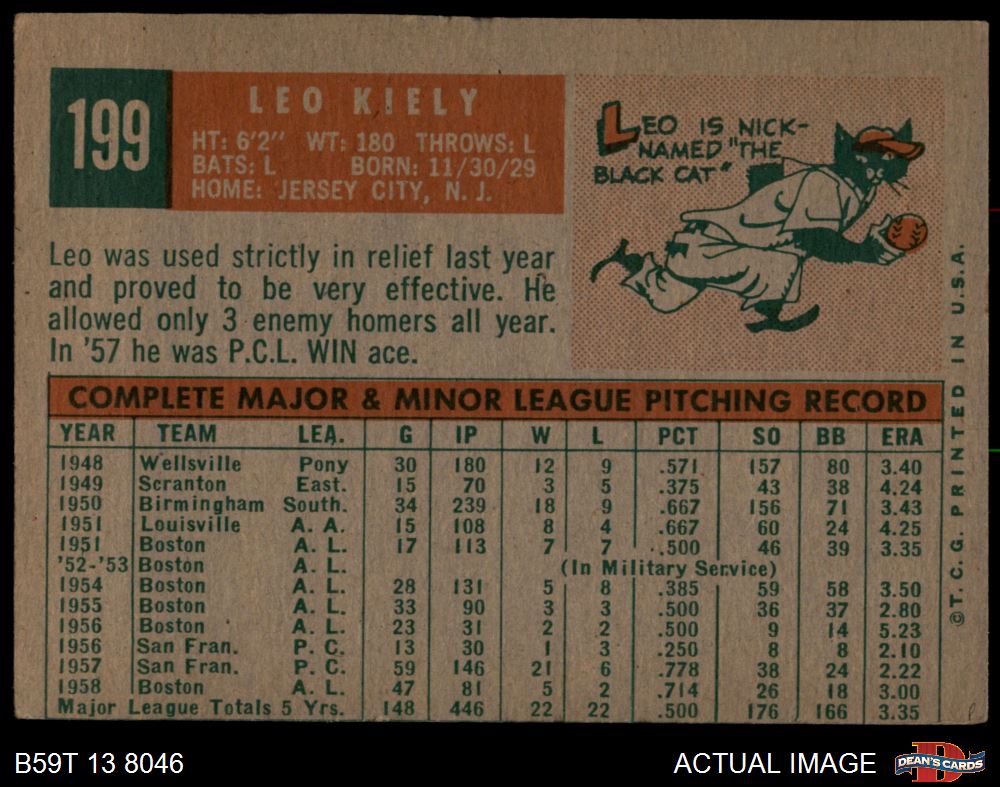 199
LEO KIELY
HT: 6'2" WT: 180 THROWS: L
BATS: L BORN: 11/30/29
HOME: JERSEY CITY, N. J.
LEO IS NICK-
NAMED "THE
BLACK CAT"
Leo was used strictly in relief last year
and proved to be very effective. He
allowed only 3 enemy homers all year.
In '57 he was P.C.L. WIN ace.
COMPLETE MAJOR & MINOR LEAGUE PITCHING RECORD
YEAR TEAM LEA. G IP W L PCT SO BB ERA
1948 Wellsville Pony 30 180 12 9 .571 157 80 3.40
1949 Scranton East. 15 70 3 5 .375 43 38 4.24
1950 Birmingham South. 34 239 18 9 .667 156 71 3.43
1951 Louisville A. A. 15 108 8 4 .667 60 24 4.25
1951 Boston A. L. 17 113 7 7 .500 46 39 3.35
'52-'53 Boston A. L. (In Military Service)
1954 Boston A. L. 28 131 5 8 .385 59 58 3.50
1955 Boston A. L. 33 90 3 3 .500 36 37 2.80
1956 Boston A. L. 23 31 2 2 .500 9 14 5.23
1956 San Fran. P. C. 13 30 1 3 .250 8 8 2.10
1957 San Fran. P. C. 59 146 21 6 .778 38 24 2.22
1958 Boston A. L. 47 81 5 2 .714 26 18 3.00
Major League Totals 5 Yrs. 148 446 22 22 .500 176 166 3.35
©T.C.G. PRINTED IN U.S.A.
P
B59T 13 8046
ACTUAL IMAGE
D
DEAN'S CARDS